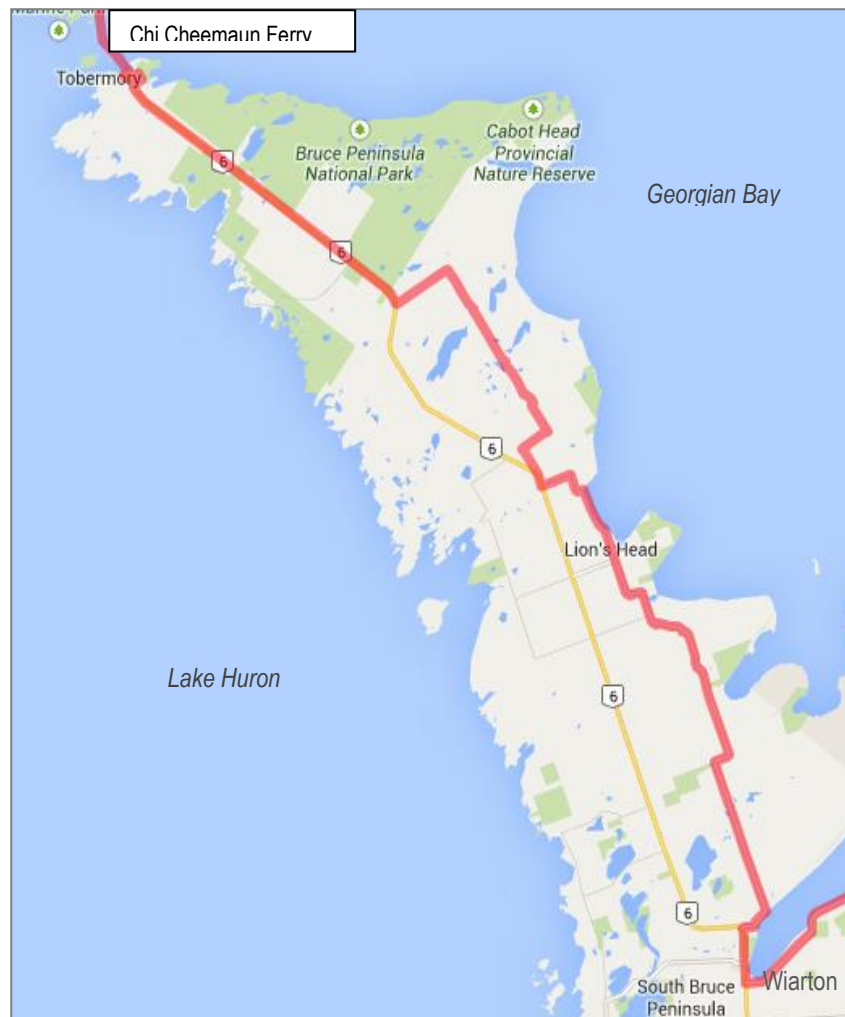 Chi Cheemaun Ferry
Tobermory
6
Bruce Peninsula
National Park
Cabot Head
Provincial
Nature Reserve
Georgian Bay
6
6
Lion's Head
Lake Huron
6
6
South Bruce
Peninsula
Wiarton